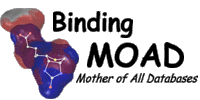 Binding
MOAD
Mother of All Databases